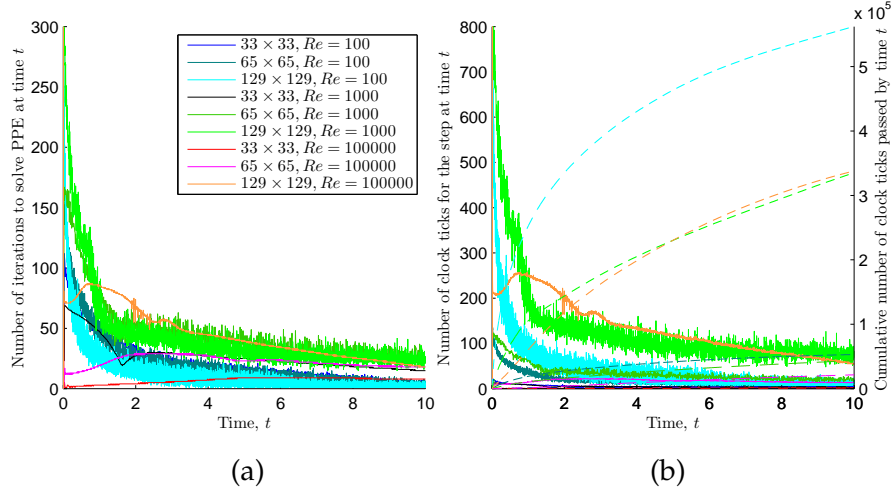 (a)
300
250
200
150
100
50
0
0
2
4
6
8
10
Number of iterations to solve PPE at time t
Time, t
33 × 33, Re = 100
65 × 65, Re = 100
129 × 129, Re = 100
33 × 33, Re = 1000
65 × 65, Re = 1000
129 × 129, Re = 1000
33 × 33, Re = 100000
65 × 65, Re = 100000
129 × 129, Re = 100000
(b)
x 10^5
800
700
600
500
400
300
200
100
0
0
2
4
6
8
10
5
4
3
2
1
0
Number of clock ticks for the step at time t
Cumulative number of clock ticks passed by time t
Time, t
(a)
(b)